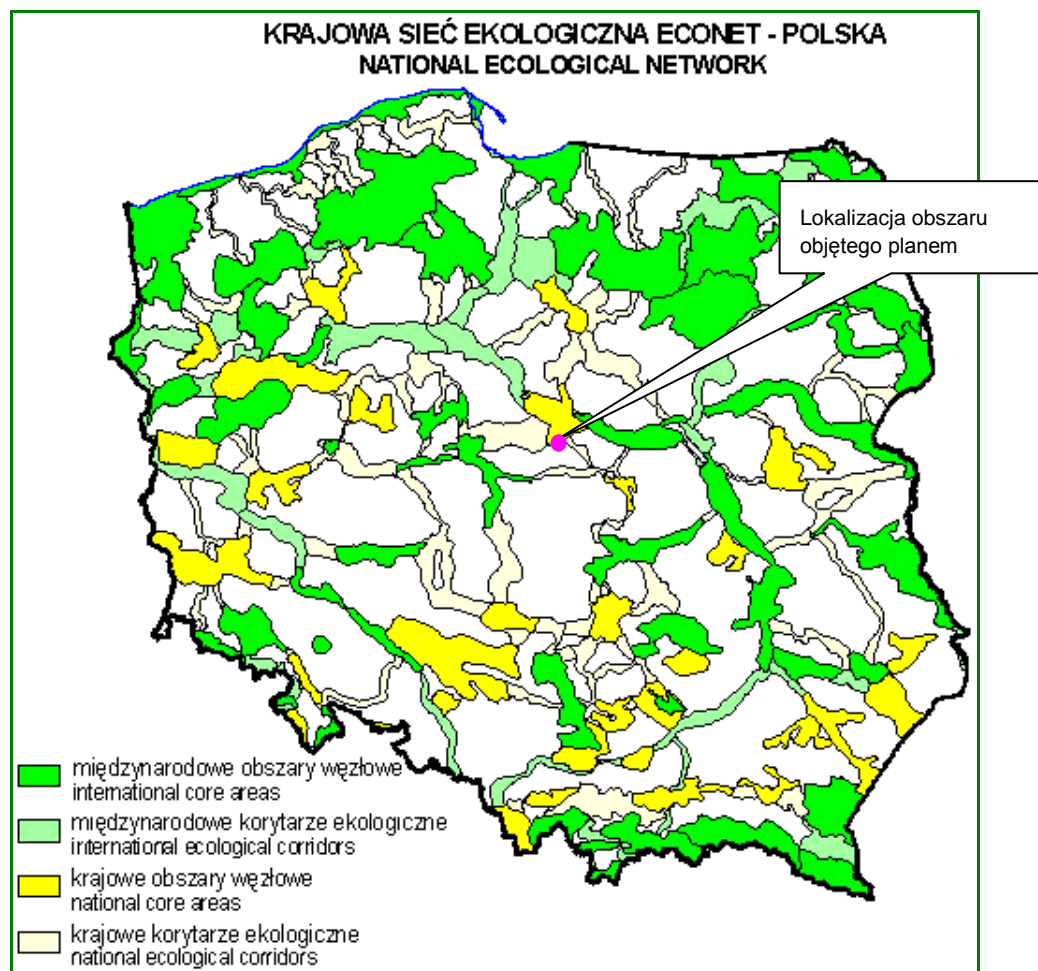 KRAJOWA SIEĆ EKOLOGICZNA ECONET - POLSKA
NATIONAL ECOLOGICAL NETWORK
Lokalizacja obszaru
objętego planem
międzynarodowe obszary węzłowe
international core areas
międzynarodowe korytarze ekologiczne
international ecological corridors
krajowe obszary węzłowe
national core areas
krajowe korytarze ekologiczne
national ecological corridors